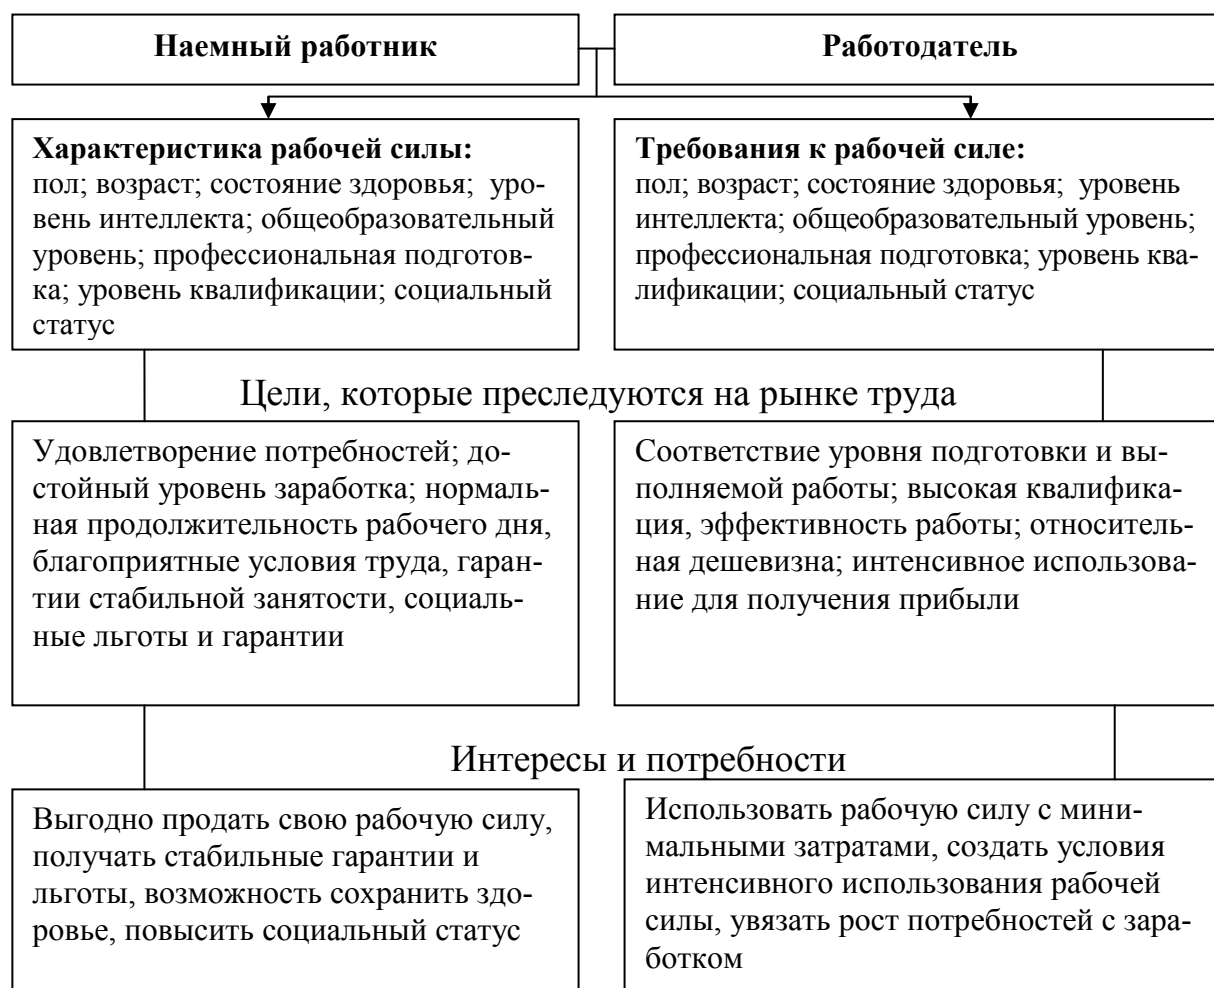 Наемный работник
Работодатель
Характеристика рабочей силы:
пол; возраст; состояние здоровья; уро-
вень интеллекта; общеобразовательный
уровень; профессиональная подготов-
ка; уровень квалификации; социальный
статус
Требования к рабочей силе:
пол; возраст; состояние здоровья; уровень
интеллекта; общеобразовательный уровень;
профессиональная подготовка; уровень ква-
лификации; социальный статус
Цели, которые преследуются на рынке труда
Удовлетворение потребностей; до-
стойный уровень заработка; нормаль-
ная продолжительность рабочего дня,
благоприятные условия труда, гаран-
тии стабильной занятости, социаль-
ные льготы и гарантии
Соответствие уровня подготовки и вы-
полняемой работы; высокая квалифика-
ция, эффективность работы; относитель-
ная дешевизна; интенсивное использова-
ние для получения прибыли
Интересы и потребности
Выгодно продать свою рабочую силу,
получать стабильные гарантии и
льготы, возможность сохранить здо-
ровье, повысить социальный статус
Использовать рабочую силу с мини-
мальными затратами, создать условия
интенсивного использования рабочей
силы, увязать рост потребностей с зара-
ботком